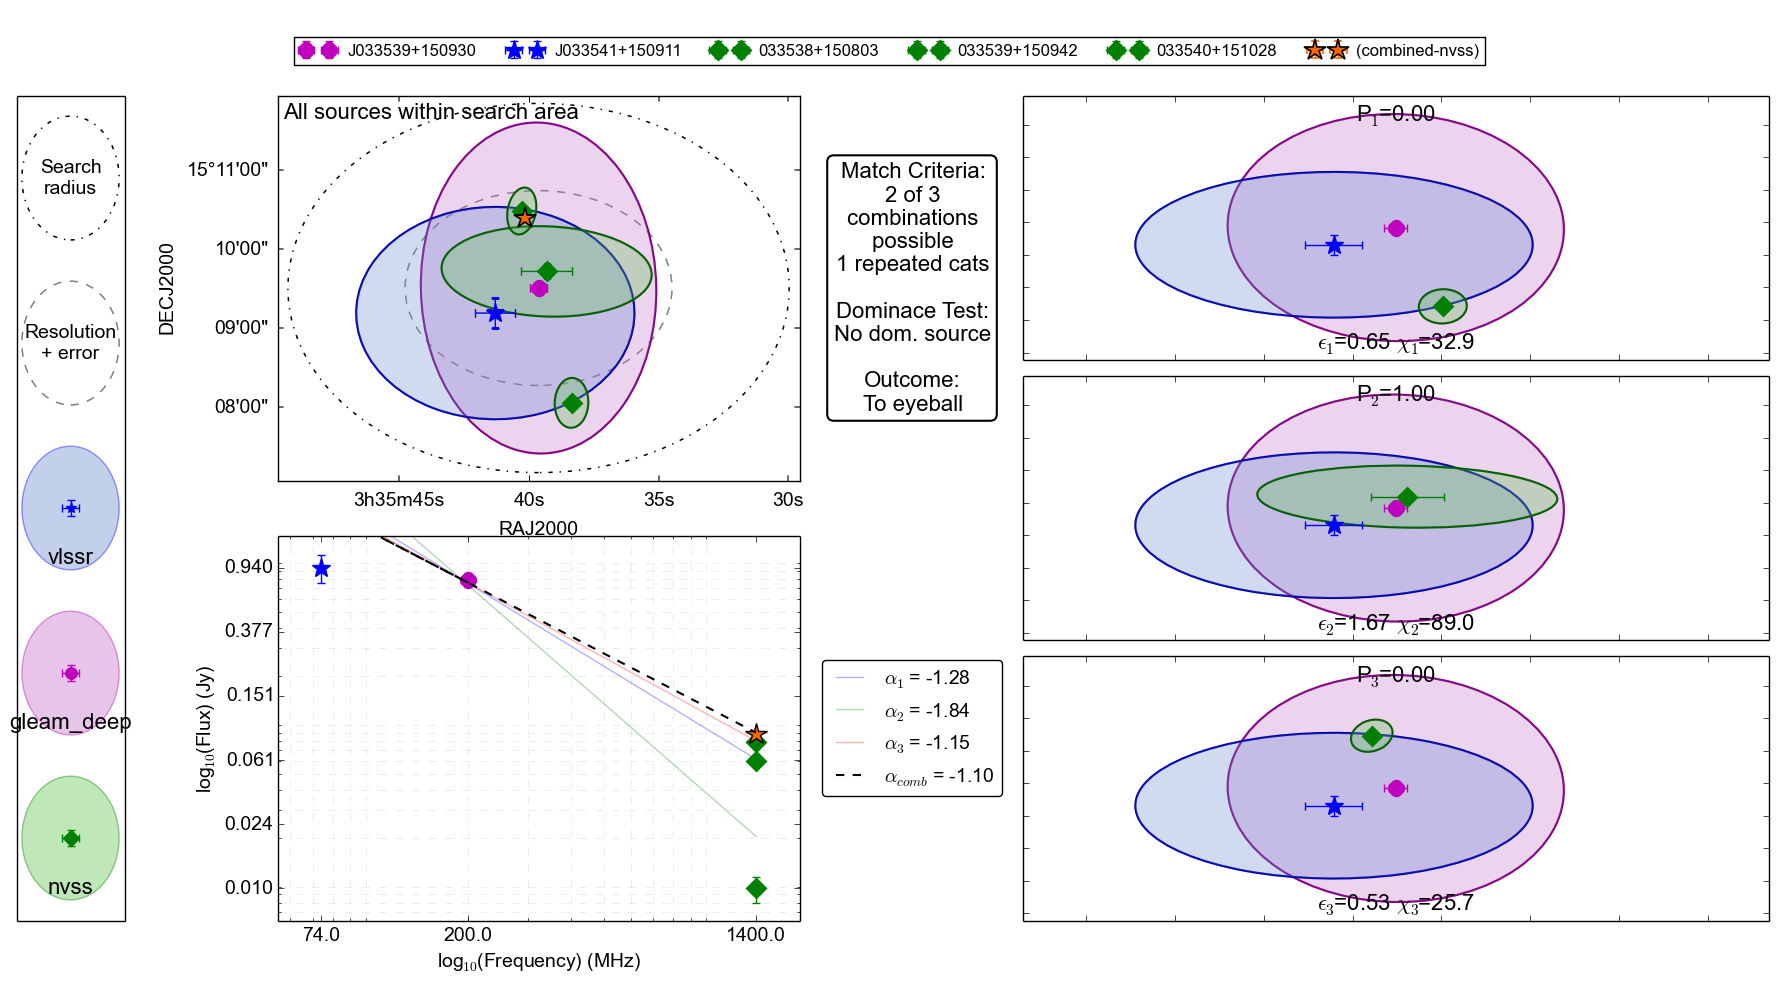 J033539+150930 J033541+150911 033538+150803 033539+150942 033540+151028 (combined-nvss)
Search
radius
Resolution
+ error
vlssr
gleam_deep
nvss
All sources within search area
DECJ2000
15°11'00"
10'00"
09'00"
08'00"
3h35m45s 40s 35s 30s
RAJ2000
Match Criteria:
2 of 3
combinations
possible
1 repeated cats
Dominace Test:
No dom. source
Outcome:
To eyeball
log10(Flux) (Jy)
0.940
0.377
0.151
0.061
0.024
0.010
74.0 200.0 1400.0
log10(Frequency) (MHz)
α1 = -1.28
α2 = -1.84
α3 = -1.15
αcomb = -1.10
P1=0.00
ϵ1=0.65 χ1=32.9
P2=1.00
ϵ2=1.67 χ2=89.0
P3=0.00
ϵ3=0.53 χ3=25.7